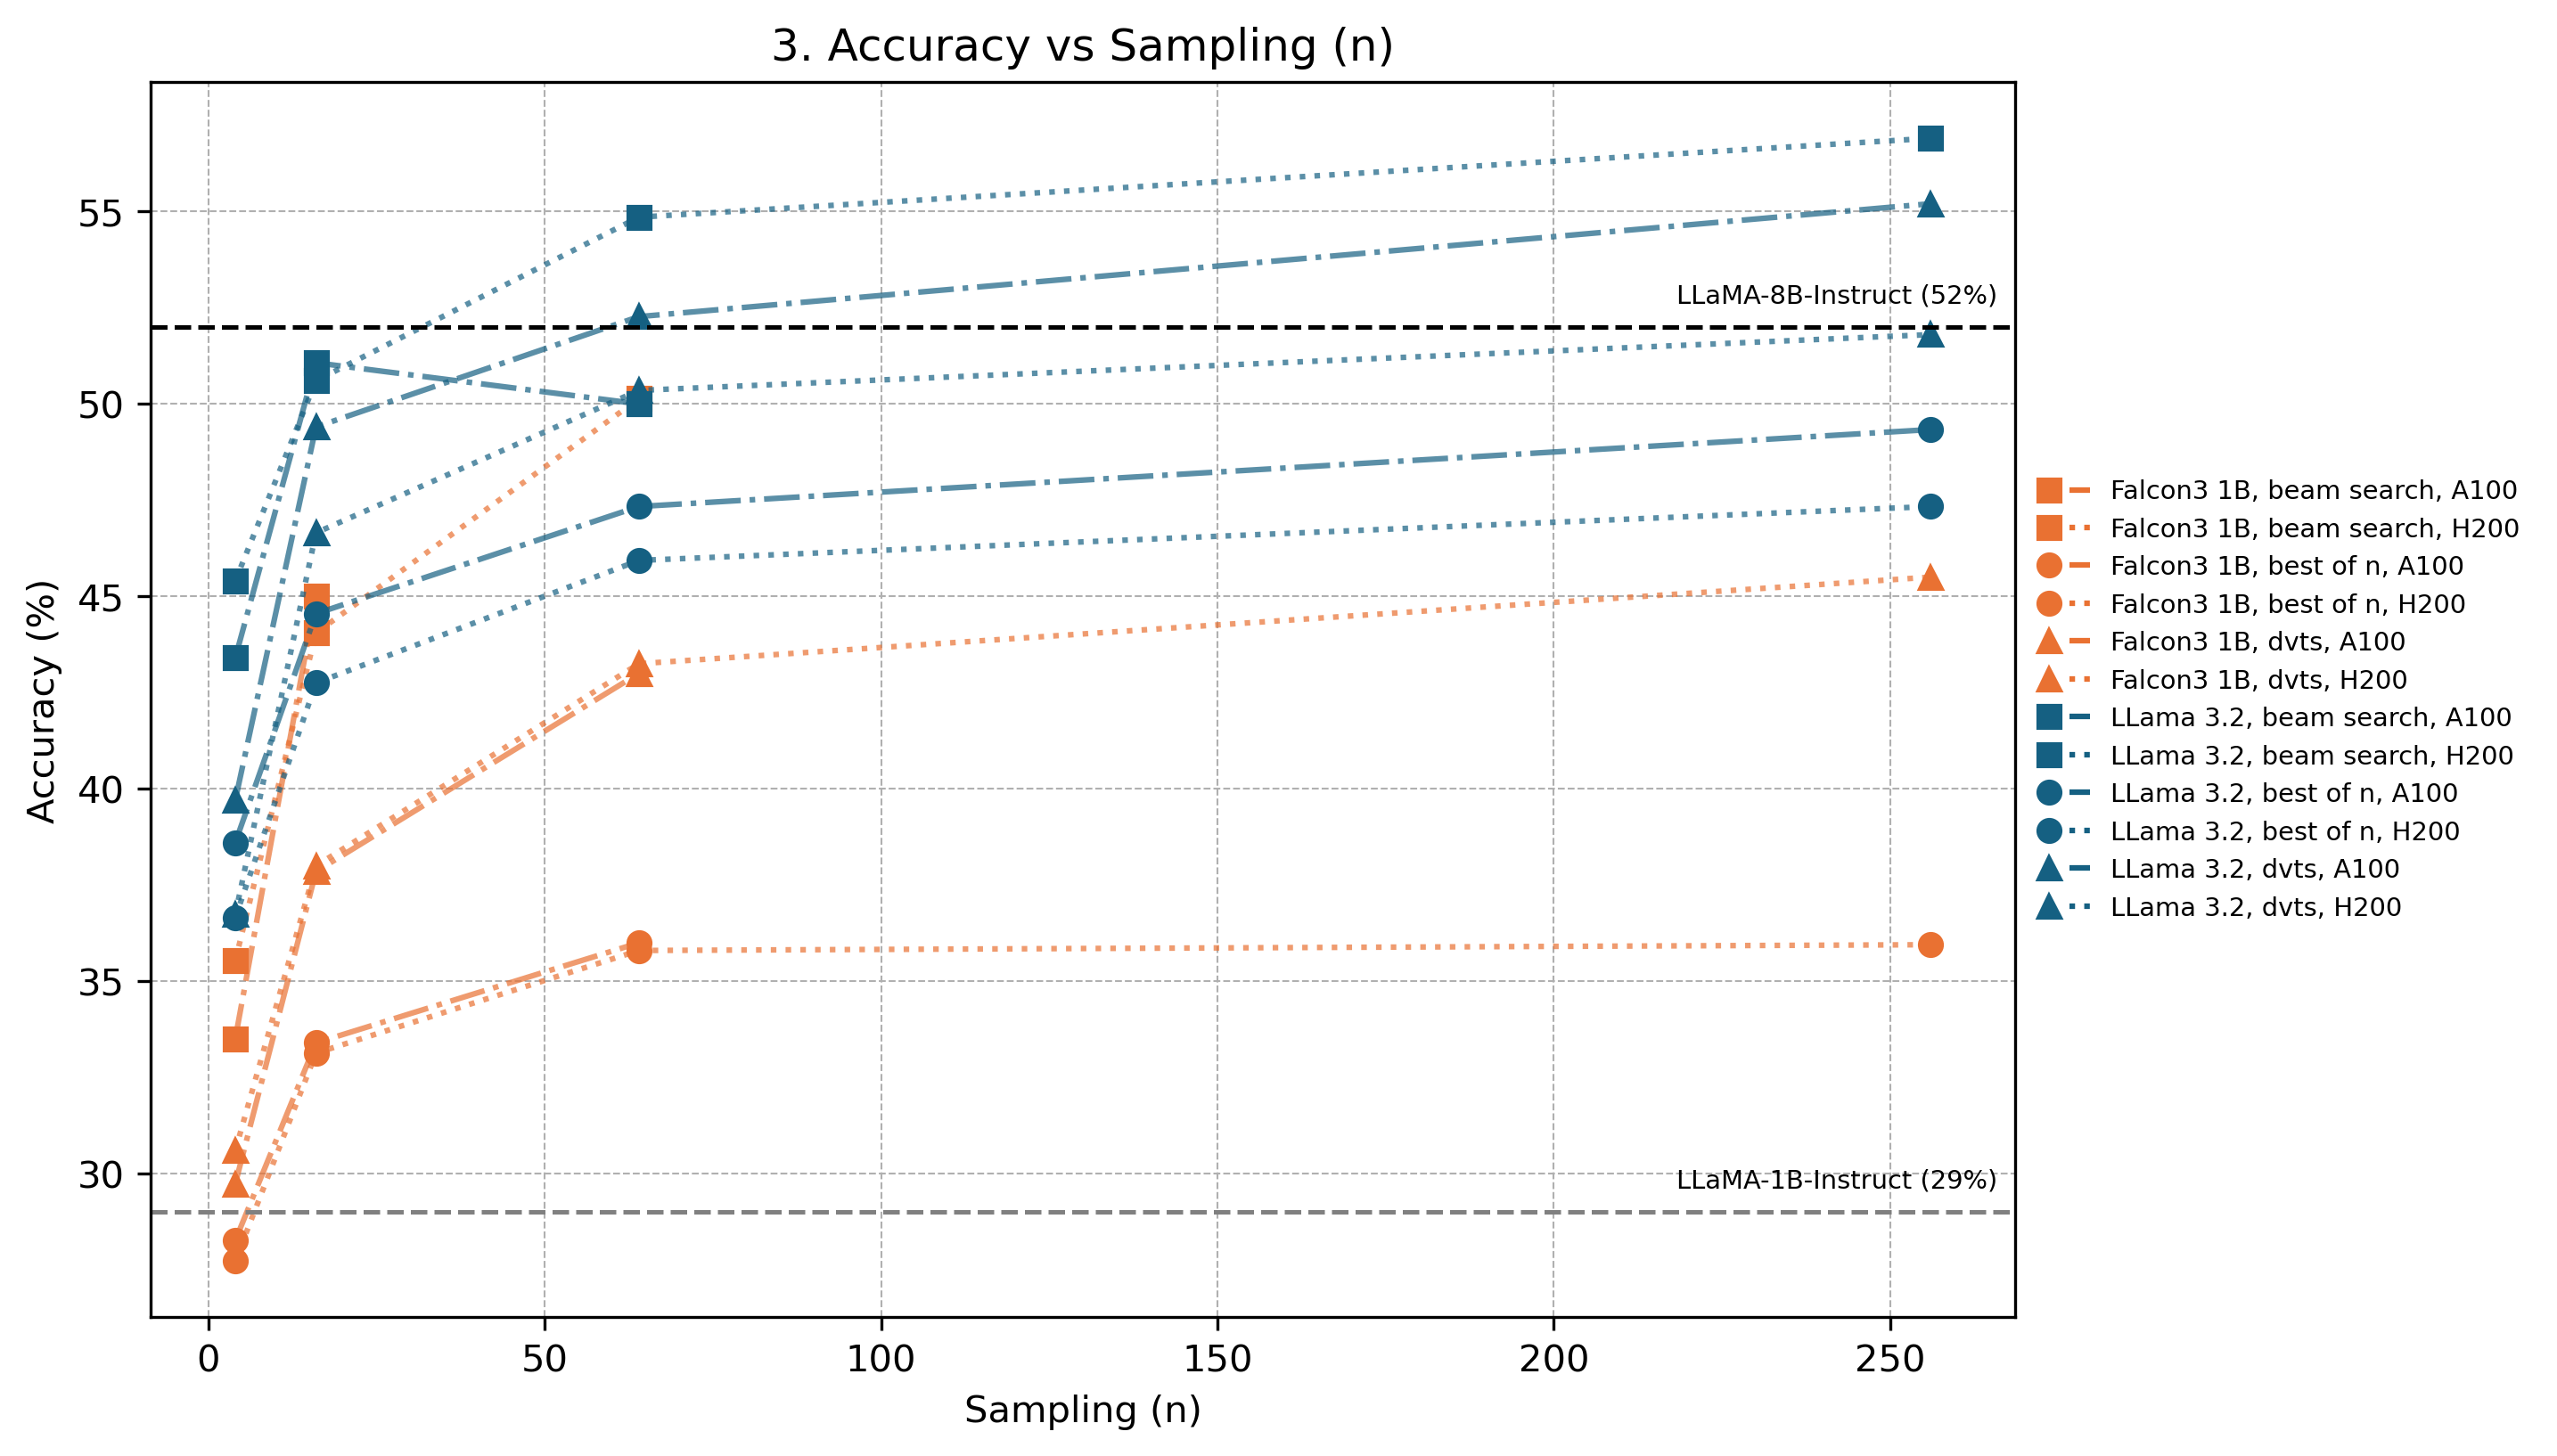 3. Accuracy vs Sampling (n)
Accuracy (%)
55
50
45
40
35
30
LLaMA-8B-Instruct (52%)
LLaMA-1B-Instruct (29%)
0 50 100 150 200 250
Sampling (n)
Falcon3 1B, beam search, A100
Falcon3 1B, beam search, H200
Falcon3 1B, best of n, A100
Falcon3 1B, best of n, H200
Falcon3 1B, dvts, A100
Falcon3 1B, dvts, H200
LLama 3.2, beam search, A100
LLama 3.2, beam search, H200
LLama 3.2, best of n, A100
LLama 3.2, best of n, H200
LLama 3.2, dvts, A100
LLama 3.2, dvts, H200